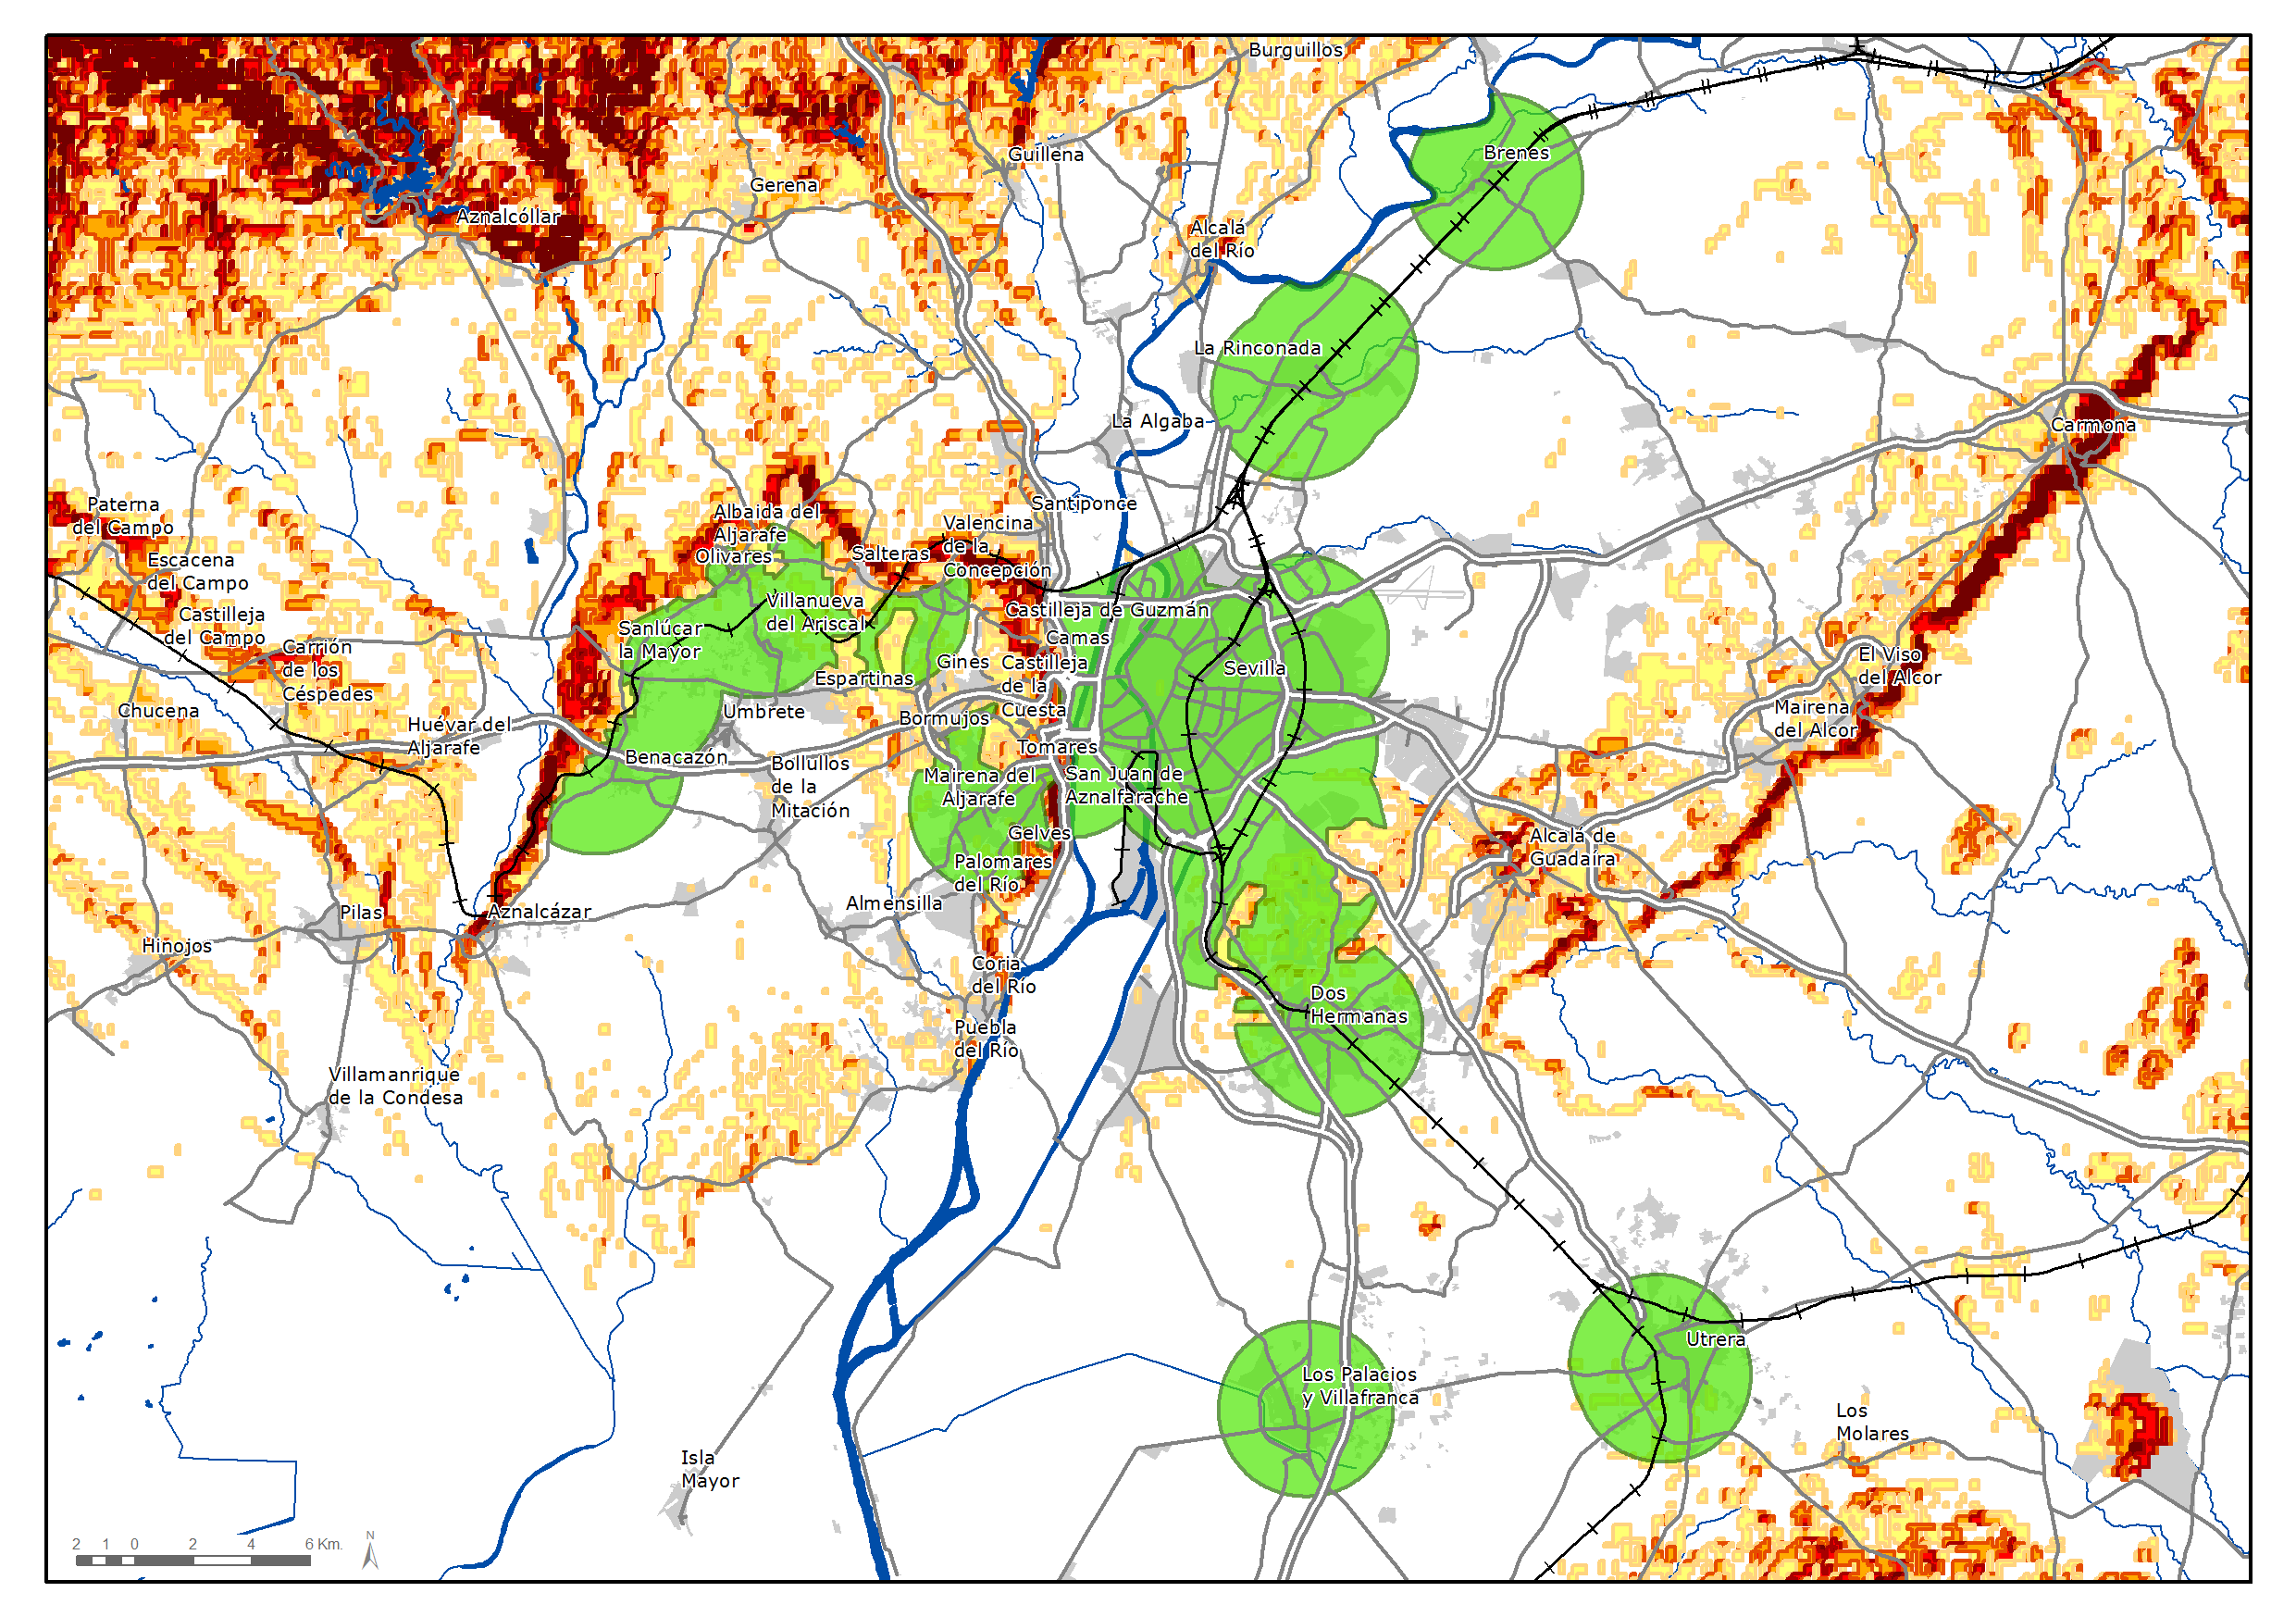 Burguillos
Brenes
Guillena
Gerena
Aznalcóllar
Alcalá
del Río
La Rinconada
La Algaba
Carmona
Paterna
del Campo
Santiponce
Albaida del
Aljarafe
Olivares
Valencina
de la
Concepción
Salteras
Escacena
del Campo
Castilleja
del Campo
Villanueva
del Ariscal
Castilleja de Guzmán
Sanlúcar
la Mayor
Camas
Carrión
de los
Céspedes
Gines
Castilleja
de la
Cuesta
Sevilla
El Viso
del Alcor
Espartinas
Chucena
Umbrete
Bormujos
Mairena
del Alcor
Huévar del
Aljarafe
Benacazón
Tomares
Bollullos
de la
Mitación
Mairena del
Aljarafe
San Juan de
Aznalfarache
Gelves
Alcalá de
Guadaíra
Palomares
del Río
Almensilla
Pilas
Aznalcázar
Hinojos
Coria
del Río
Dos
Hermanas
Puebla
del Río
Villamanrique
de la Condesa
Utrera
Los Palacios
y Villafranca
Los
Molares
Isla
Mayor
2 1 0 2 4 6 Km.
N